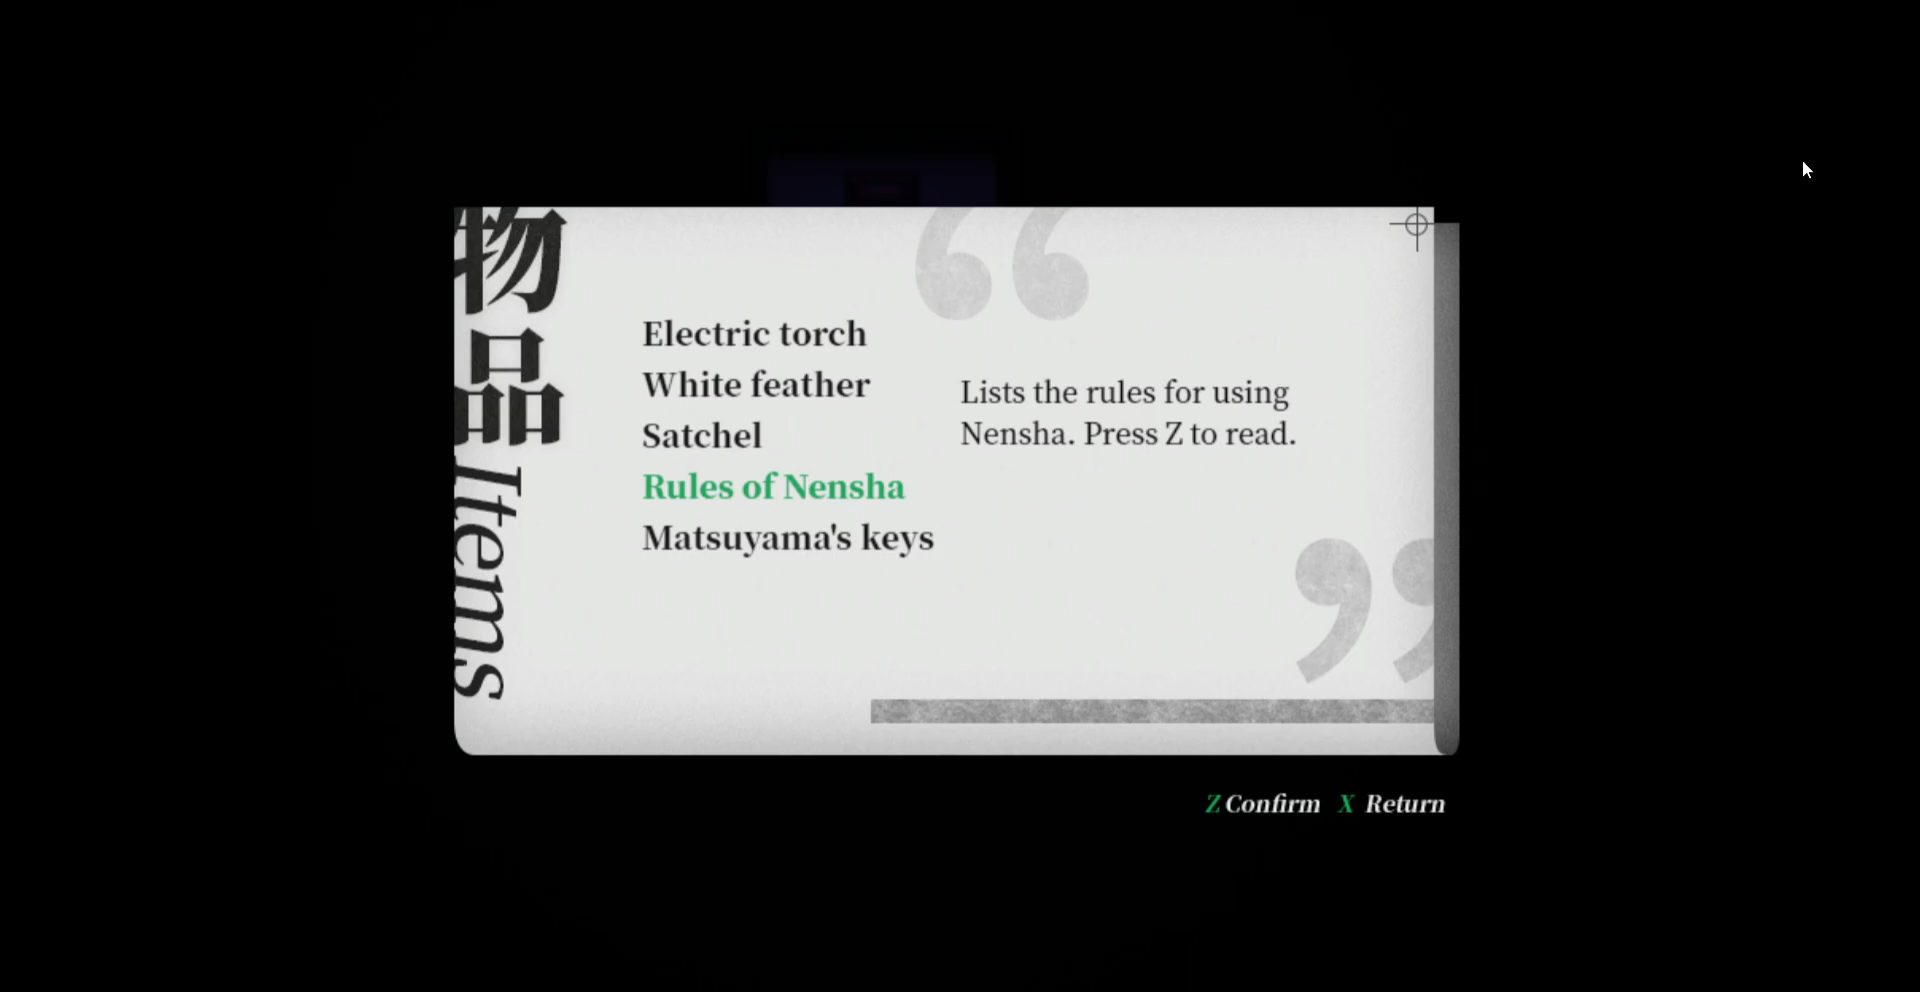 物品
Items
Electric torch
White feather
Satchel
Rules of Nensha
Matsuyama's keys
Lists the rules for using
Nensha. Press Z to read.
Z Confirm X Return